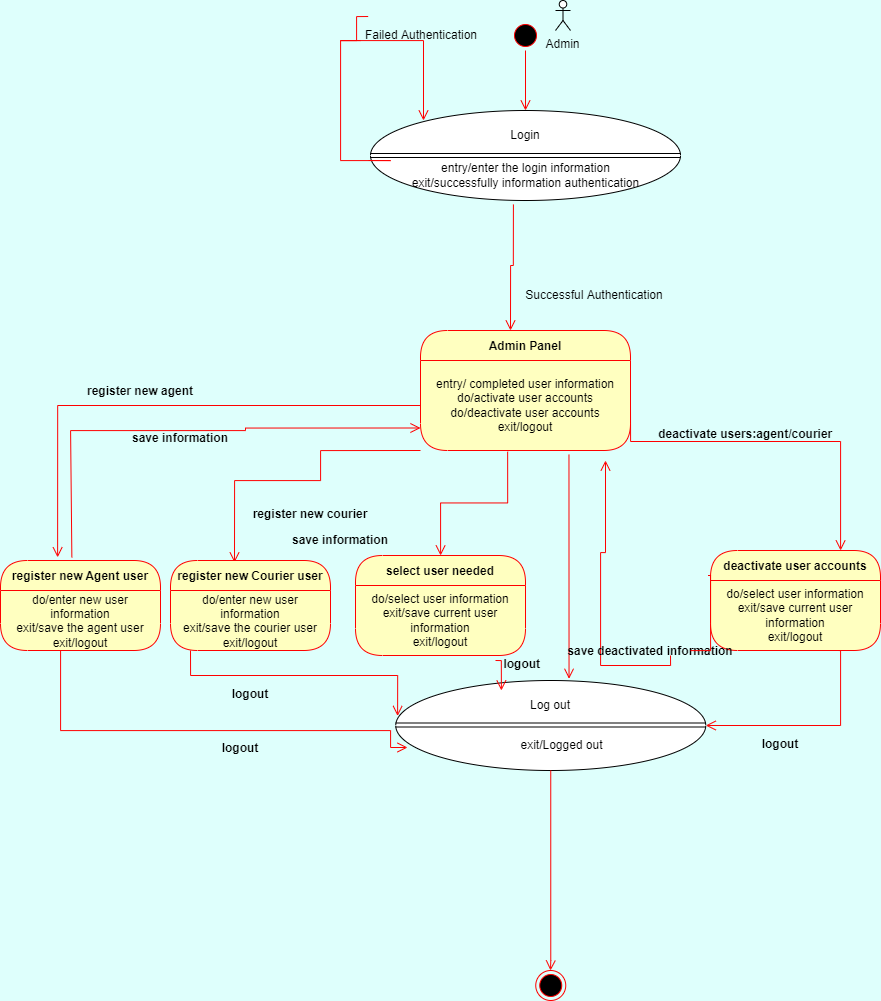 Failed Authentication
Admin
Login
entry/enter the login information
exit/successfully information authentication
Successful Authentication
Admin Panel
entry/ completed user information
do/activate user accounts
do/deactivate user accounts
exit/logout
register new agent
save information
deactivate users:agent/courier
register new courier
save information
register new Agent user
do/enter new user
information
exit/save the agent user
exit/logout
register new Courier user
do/enter new user
information
exit/save the courier user
exit/logout
select user needed
do/select user information
exit/save current user
information
exit/logout
deactivate user accounts
do/select user information
exit/save current user
information
exit/logout
save deactivated information
logout
logout
logout
logout
Log out
exit/Logged out